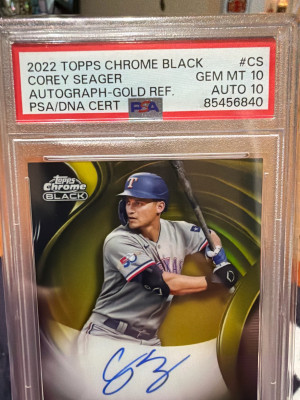 2022 TOPPS CHROME BLACK #CS
COREY SEAGER GEM MT 10
AUTOGRAPH-GOLD REF. AUTO 10
PSA/DNA CERT PSA 85456840
Topps
Chrome
BLACK
T
50